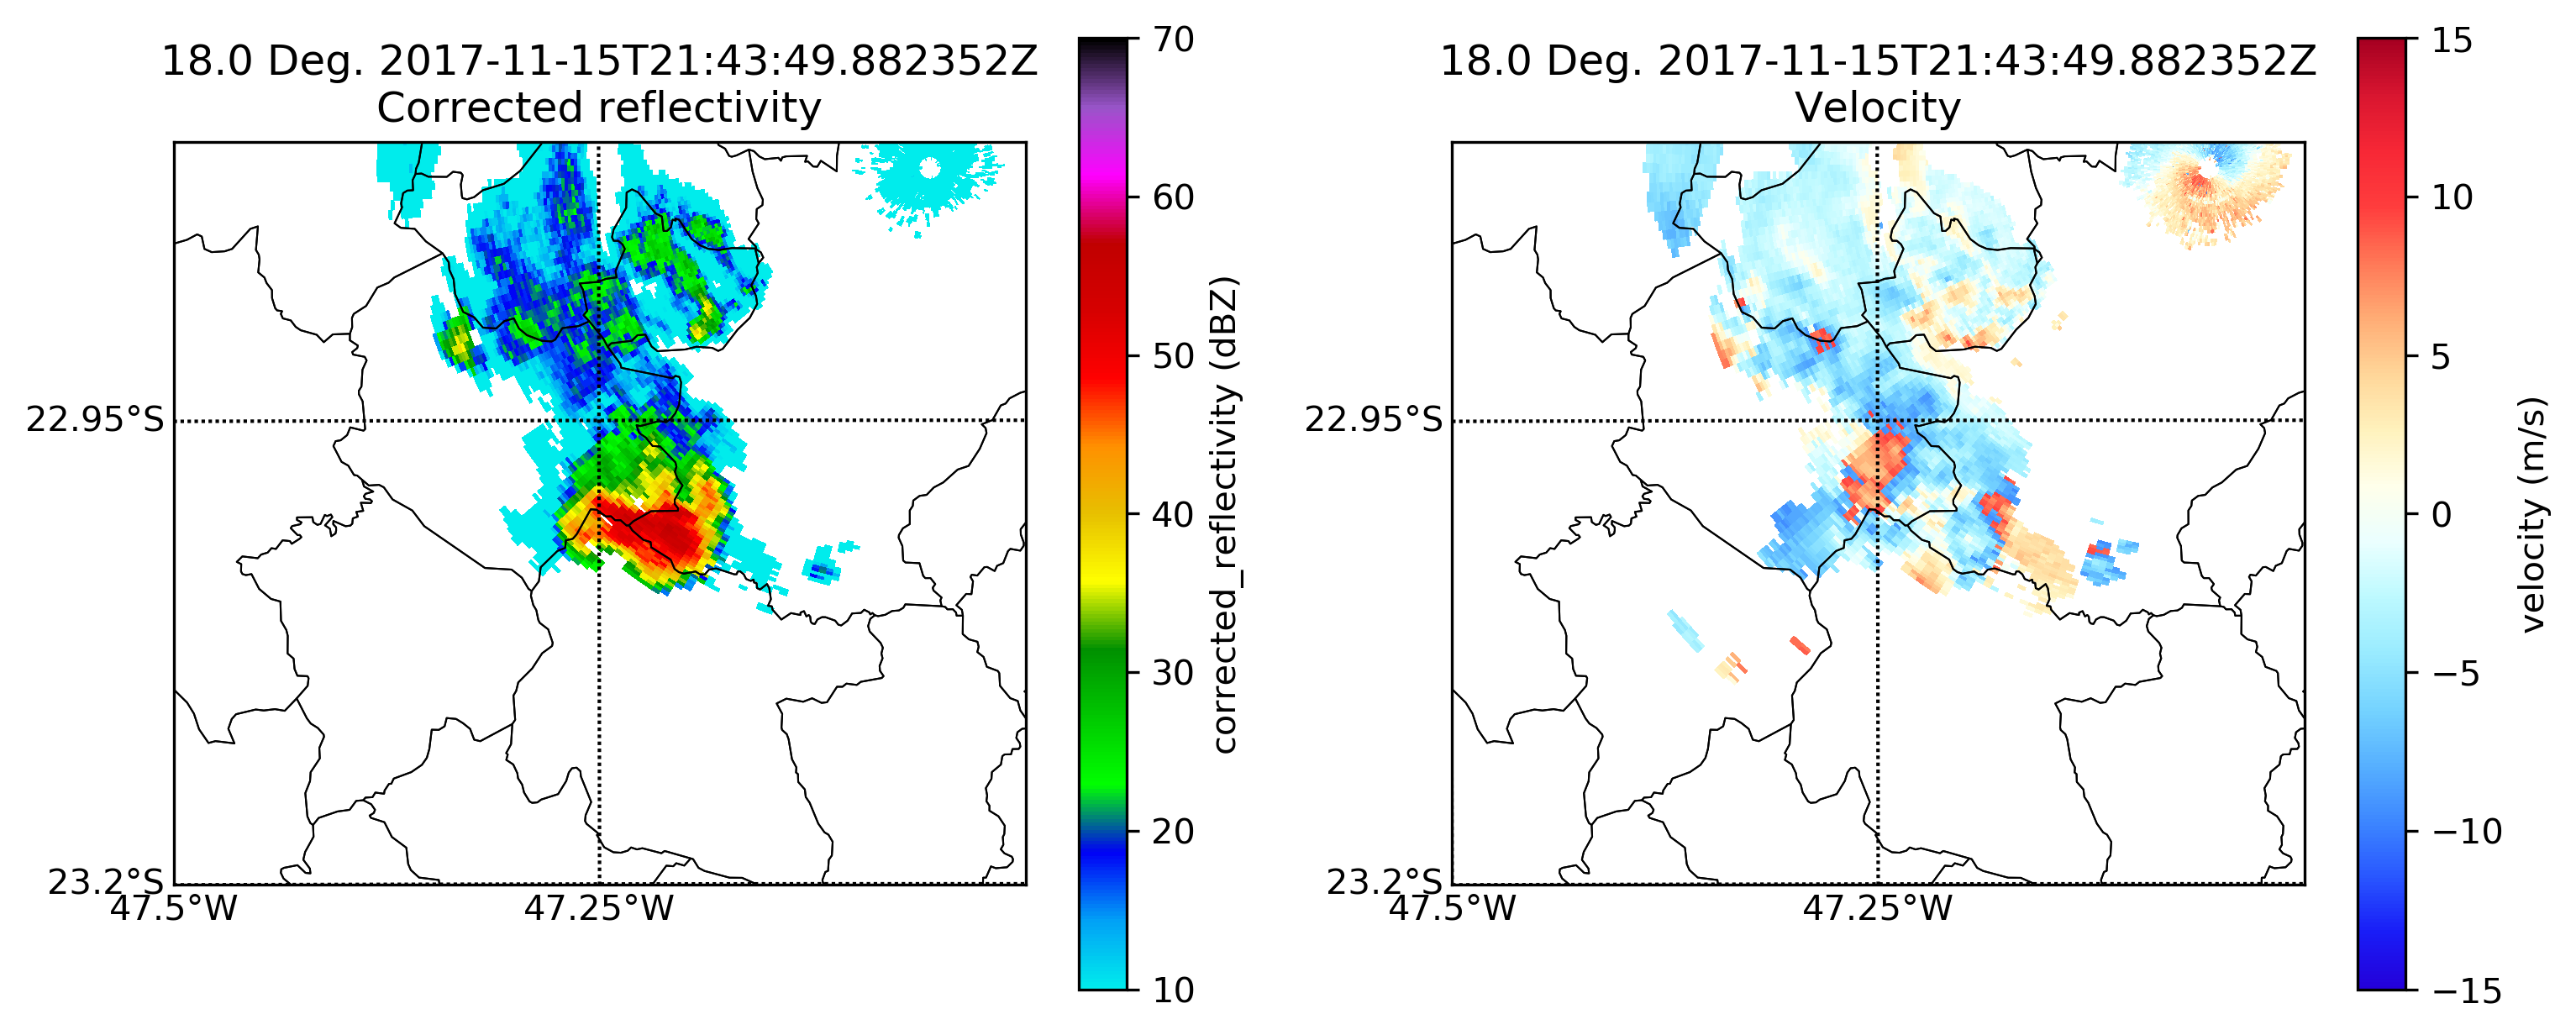 18.0 Deg. 2017-11-15T21:43:49.882352Z
Corrected reflectivity
22.95°S
23.2°S
47.5°W
47.25°W
70
60
50
40
30
20
10
corrected_reflectivity (dBZ)
18.0 Deg. 2017-11-15T21:43:49.882352Z
Velocity
22.95°S
23.2°S
47.5°W
47.25°W
15
10
5
0
−5
−10
−15
velocity (m/s)